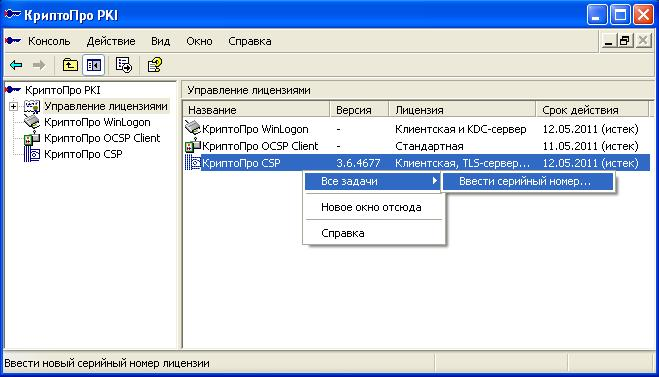 КриптоПро PKI
Консоль Действие Вид Окно Справка
КриптоПро PKI
Управление лицензиями
КриптоПро WinLogon
КриптоПро OCSP Client
КриптоПро CSP
Управление лицензиями
Название Версия Лицензия Срок действия
КриптоПро WinLogon - Клиентская и KDC-сервер 12.05.2011 (истек)
КриптоПро OCSP Client - Стандартная 11.05.2011 (истек)
КриптоПро CSP 3.6.4677 Клиентская, TLS-сервер... 12.05.2011 (истек)
Все задачи
Ввести серийный номер...
Новое окно отсюда
Справка
Ввести новый серийный номер лицензии